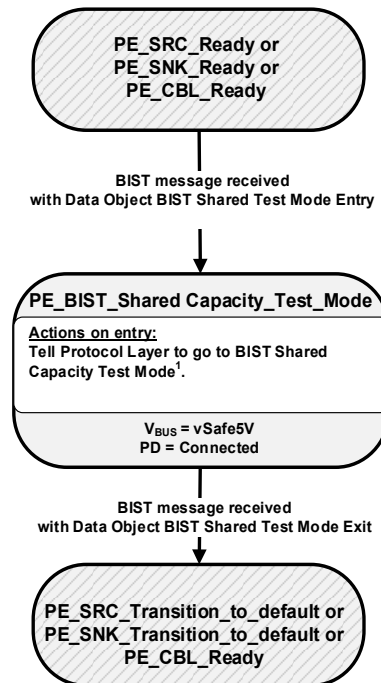 PE_SRC_Ready or
PE_SNK_Ready or
PE_CBL_Ready
BIST message received
with Data Object BIST Shared Test Mode Entry
PE_BIST_Shared Capacity_Test_Mode
Actions on entry:
Tell Protocol Layer to go to BIST Shared
Capacity Test Mode¹.
VBUS = vSafe5V
PD = Connected
BIST message received
with Data Object BIST Shared Test Mode Exit
PE_SRC_Transition_to_default or
PE_SNK_Transition_to_default or
PE_CBL_Ready